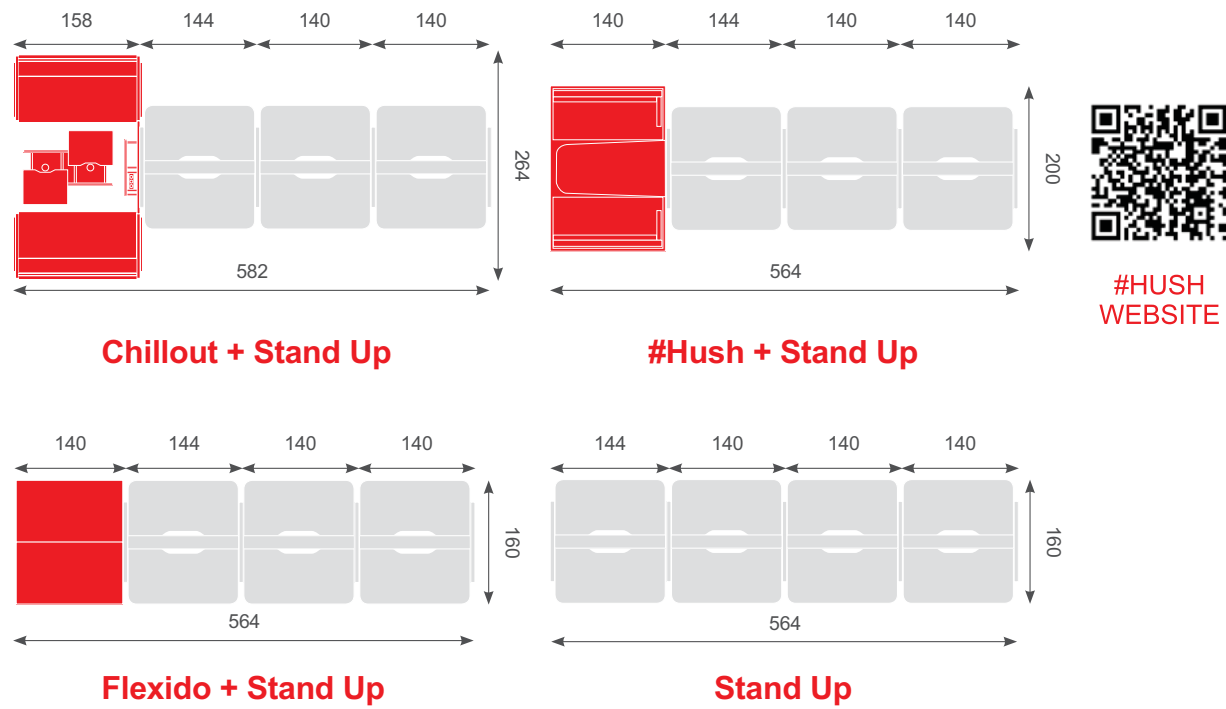 158 144 140 140
264
582
Chillout + Stand Up
140 144 140 140
200
564
#Hush + Stand Up
#HUSH
WEBSITE
140 144 140 140
160
564
Flexido + Stand Up
144 140 140 140
160
564
Stand Up